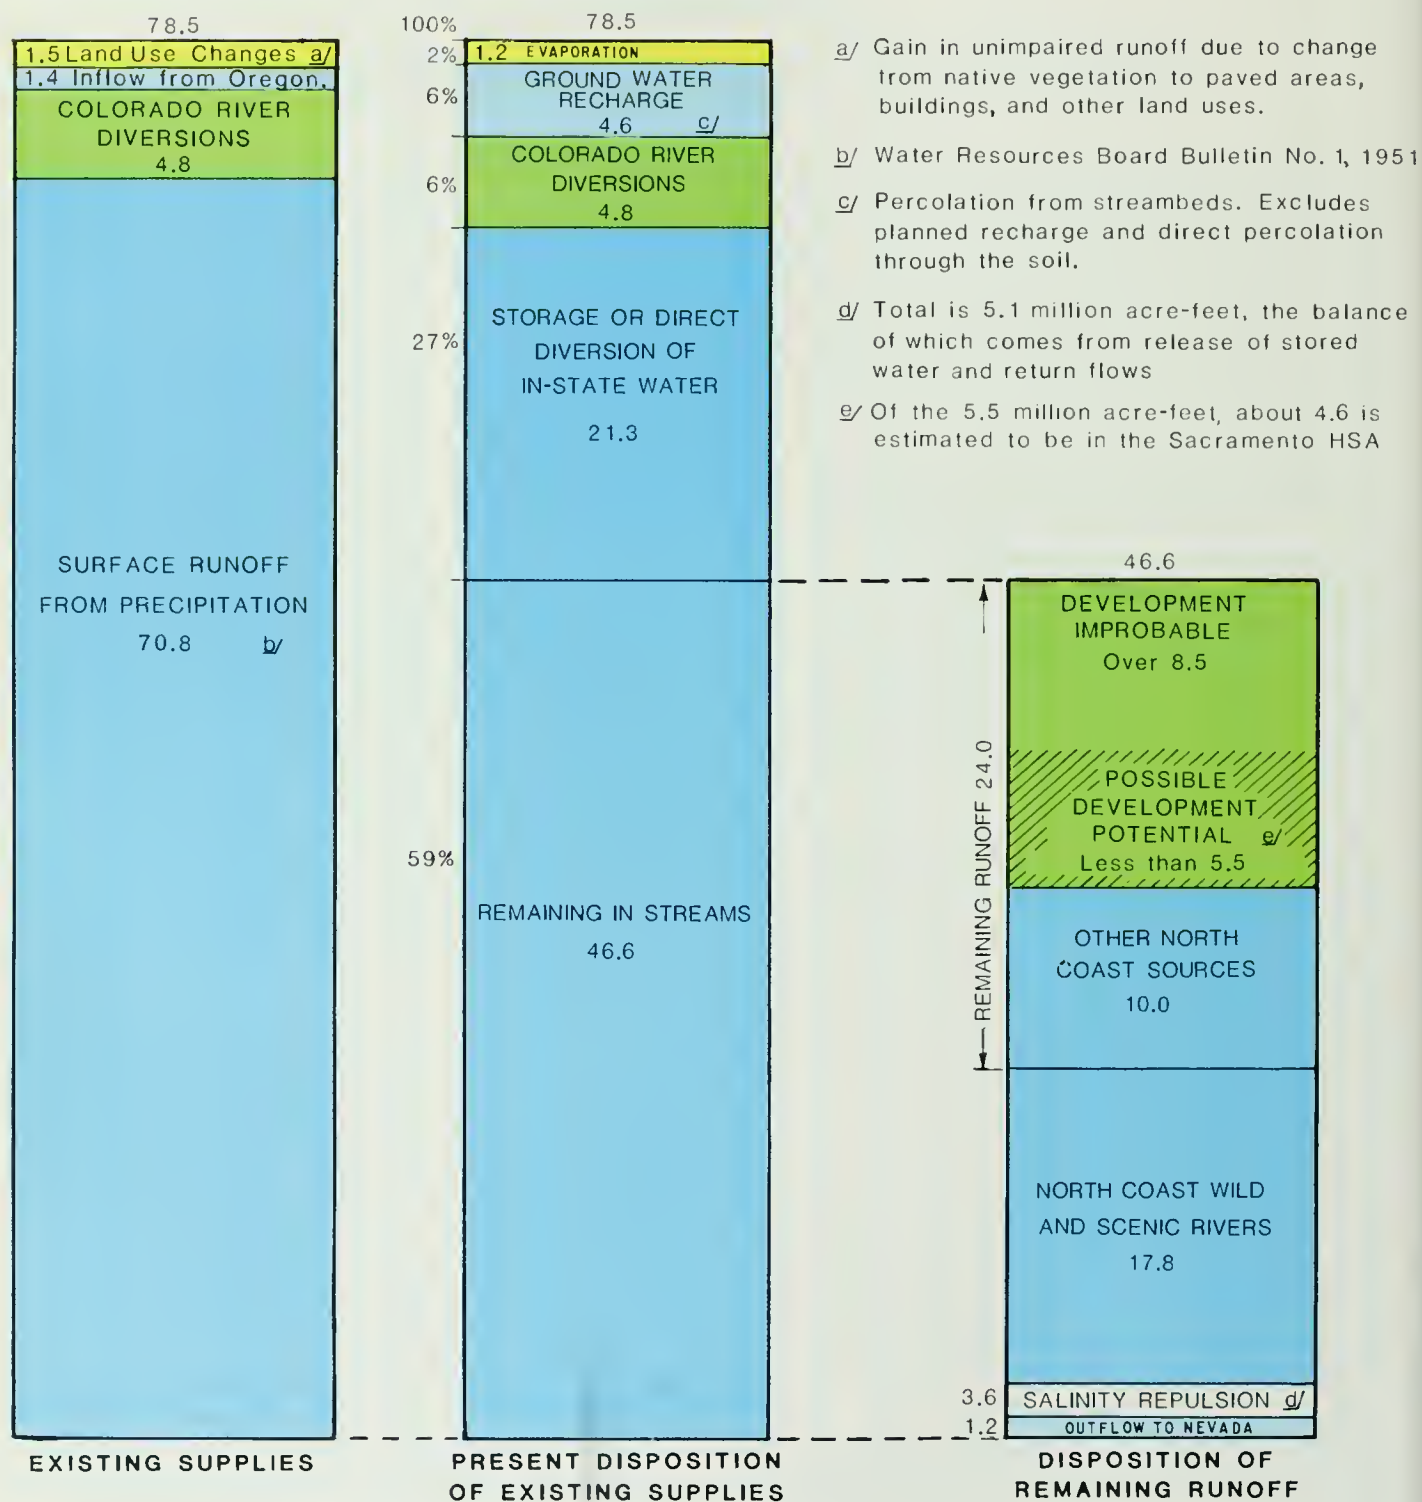 78.5
1.5 Land Use Changes a/
1.4 Inflow from Oregon.
COLORADO RIVER
DIVERSIONS
4.8
SURFACE RUNOFF
FROM PRECIPITATION
70.8 b/
EXISTING SUPPLIES
100%
78.5
2%
1.2 EVAPORATION
6%
GROUND WATER
RECHARGE
4.6 c/
6%
COLORADO RIVER
DIVERSIONS
4.8
27%
STORAGE OR DIRECT
DIVERSION OF
IN-STATE WATER
21.3
59%
REMAINING IN STREAMS
46.6
PRESENT DISPOSITION
OF EXISTING SUPPLIES
a/ Gain in unimpaired runoff due to change
from native vegetation to paved areas,
buildings, and other land uses.
b/ Water Resources Board Bulletin No. 1, 1951
c/ Percolation from streambeds. Excludes
planned recharge and direct percolation
through the soil.
d/ Total is 5.1 million acre-feet, the balance
of which comes from release of stored
water and return flows
e/ Of the 5.5 million acre-feet, about 4.6 is
estimated to be in the Sacramento HSA
46.6
REMAINING RUNOFF 24.0
DEVELOPMENT
IMPROBABLE
Over 8.5
POSSIBLE
DEVELOPMENT
POTENTIAL e/
Less than 5.5
OTHER NORTH
COAST SOURCES
10.0
NORTH COAST WILD
AND SCENIC RIVERS
17.8
3.6 SALINITY REPULSION d/
1.2 OUTFLOW TO NEVADA
DISPOSITION OF
REMAINING RUNOFF